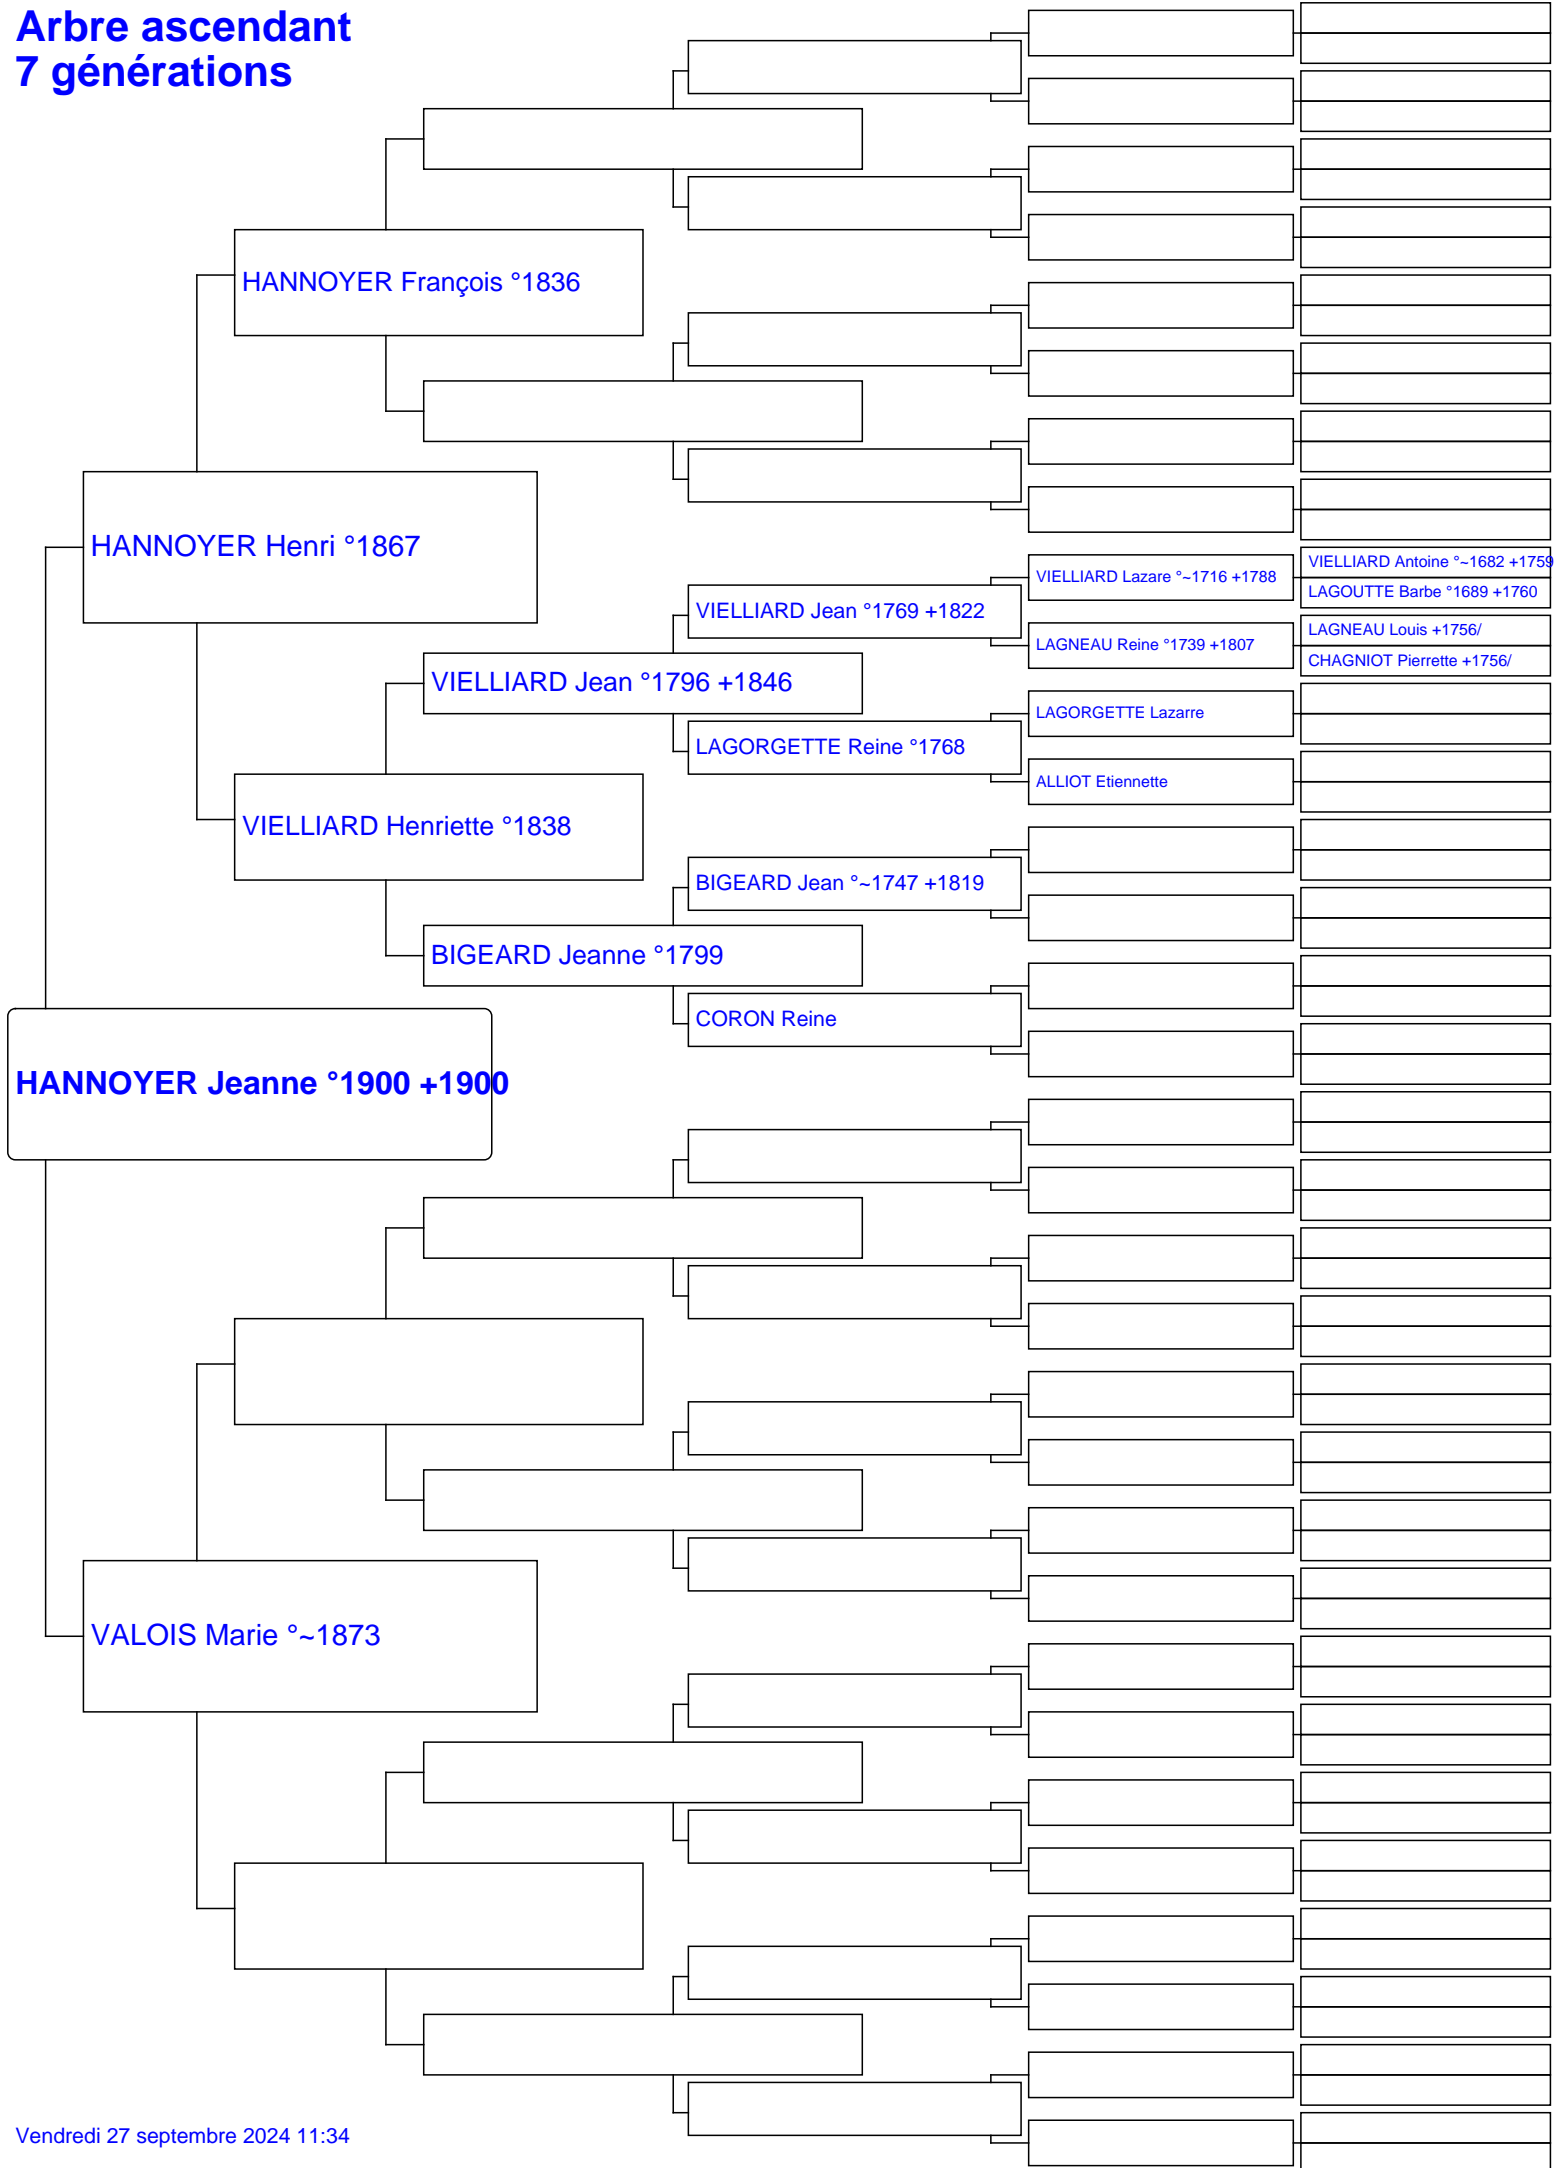 Arbre ascendant
7 générations
HANNOYER François °1836
HANNOYER Henri °1867
VIELLIARD Antoine °~1682 +1759
VIELLIARD Lazare °~1716 +1788
LAGOUTTE Barbe °1689 +1760
VIELLIARD Jean °1769 +1822
LAGNEAU Louis +1756/
LAGNEAU Reine °1739 +1807
CHAGNIOT Pierrette +1756/
VIELLIARD Jean °1796 +1846
LAGORGETTE Lazarre
LAGORGETTE Reine °1768
ALLIOT Etiennette
VIELLIARD Henriette °1838
BIGEARD Jean °~1747 +1819
BIGEARD Jeanne °1799
CORON Reine
HANNOYER Jeanne °1900 +1900
VALOIS Marie °~1873
Vendredi 27 septembre 2024 11:34